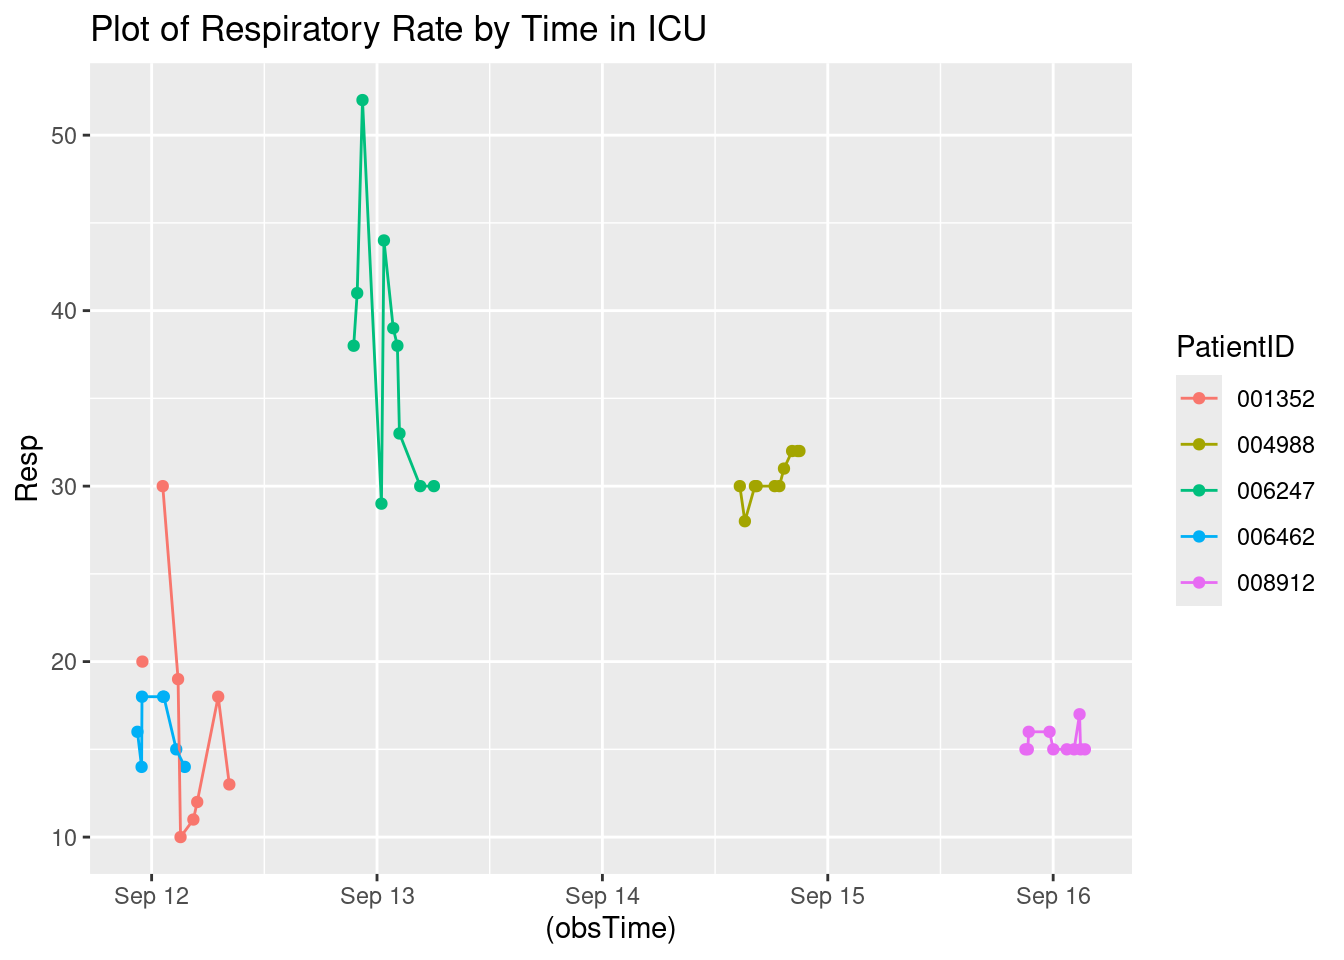 Plot of Respiratory Rate by Time in ICU
50
40
30
20
10
Resp
Sep 12
Sep 13
Sep 14
Sep 15
Sep 16
(obsTime)
PatientID
001352
004988
006247
006462
008912